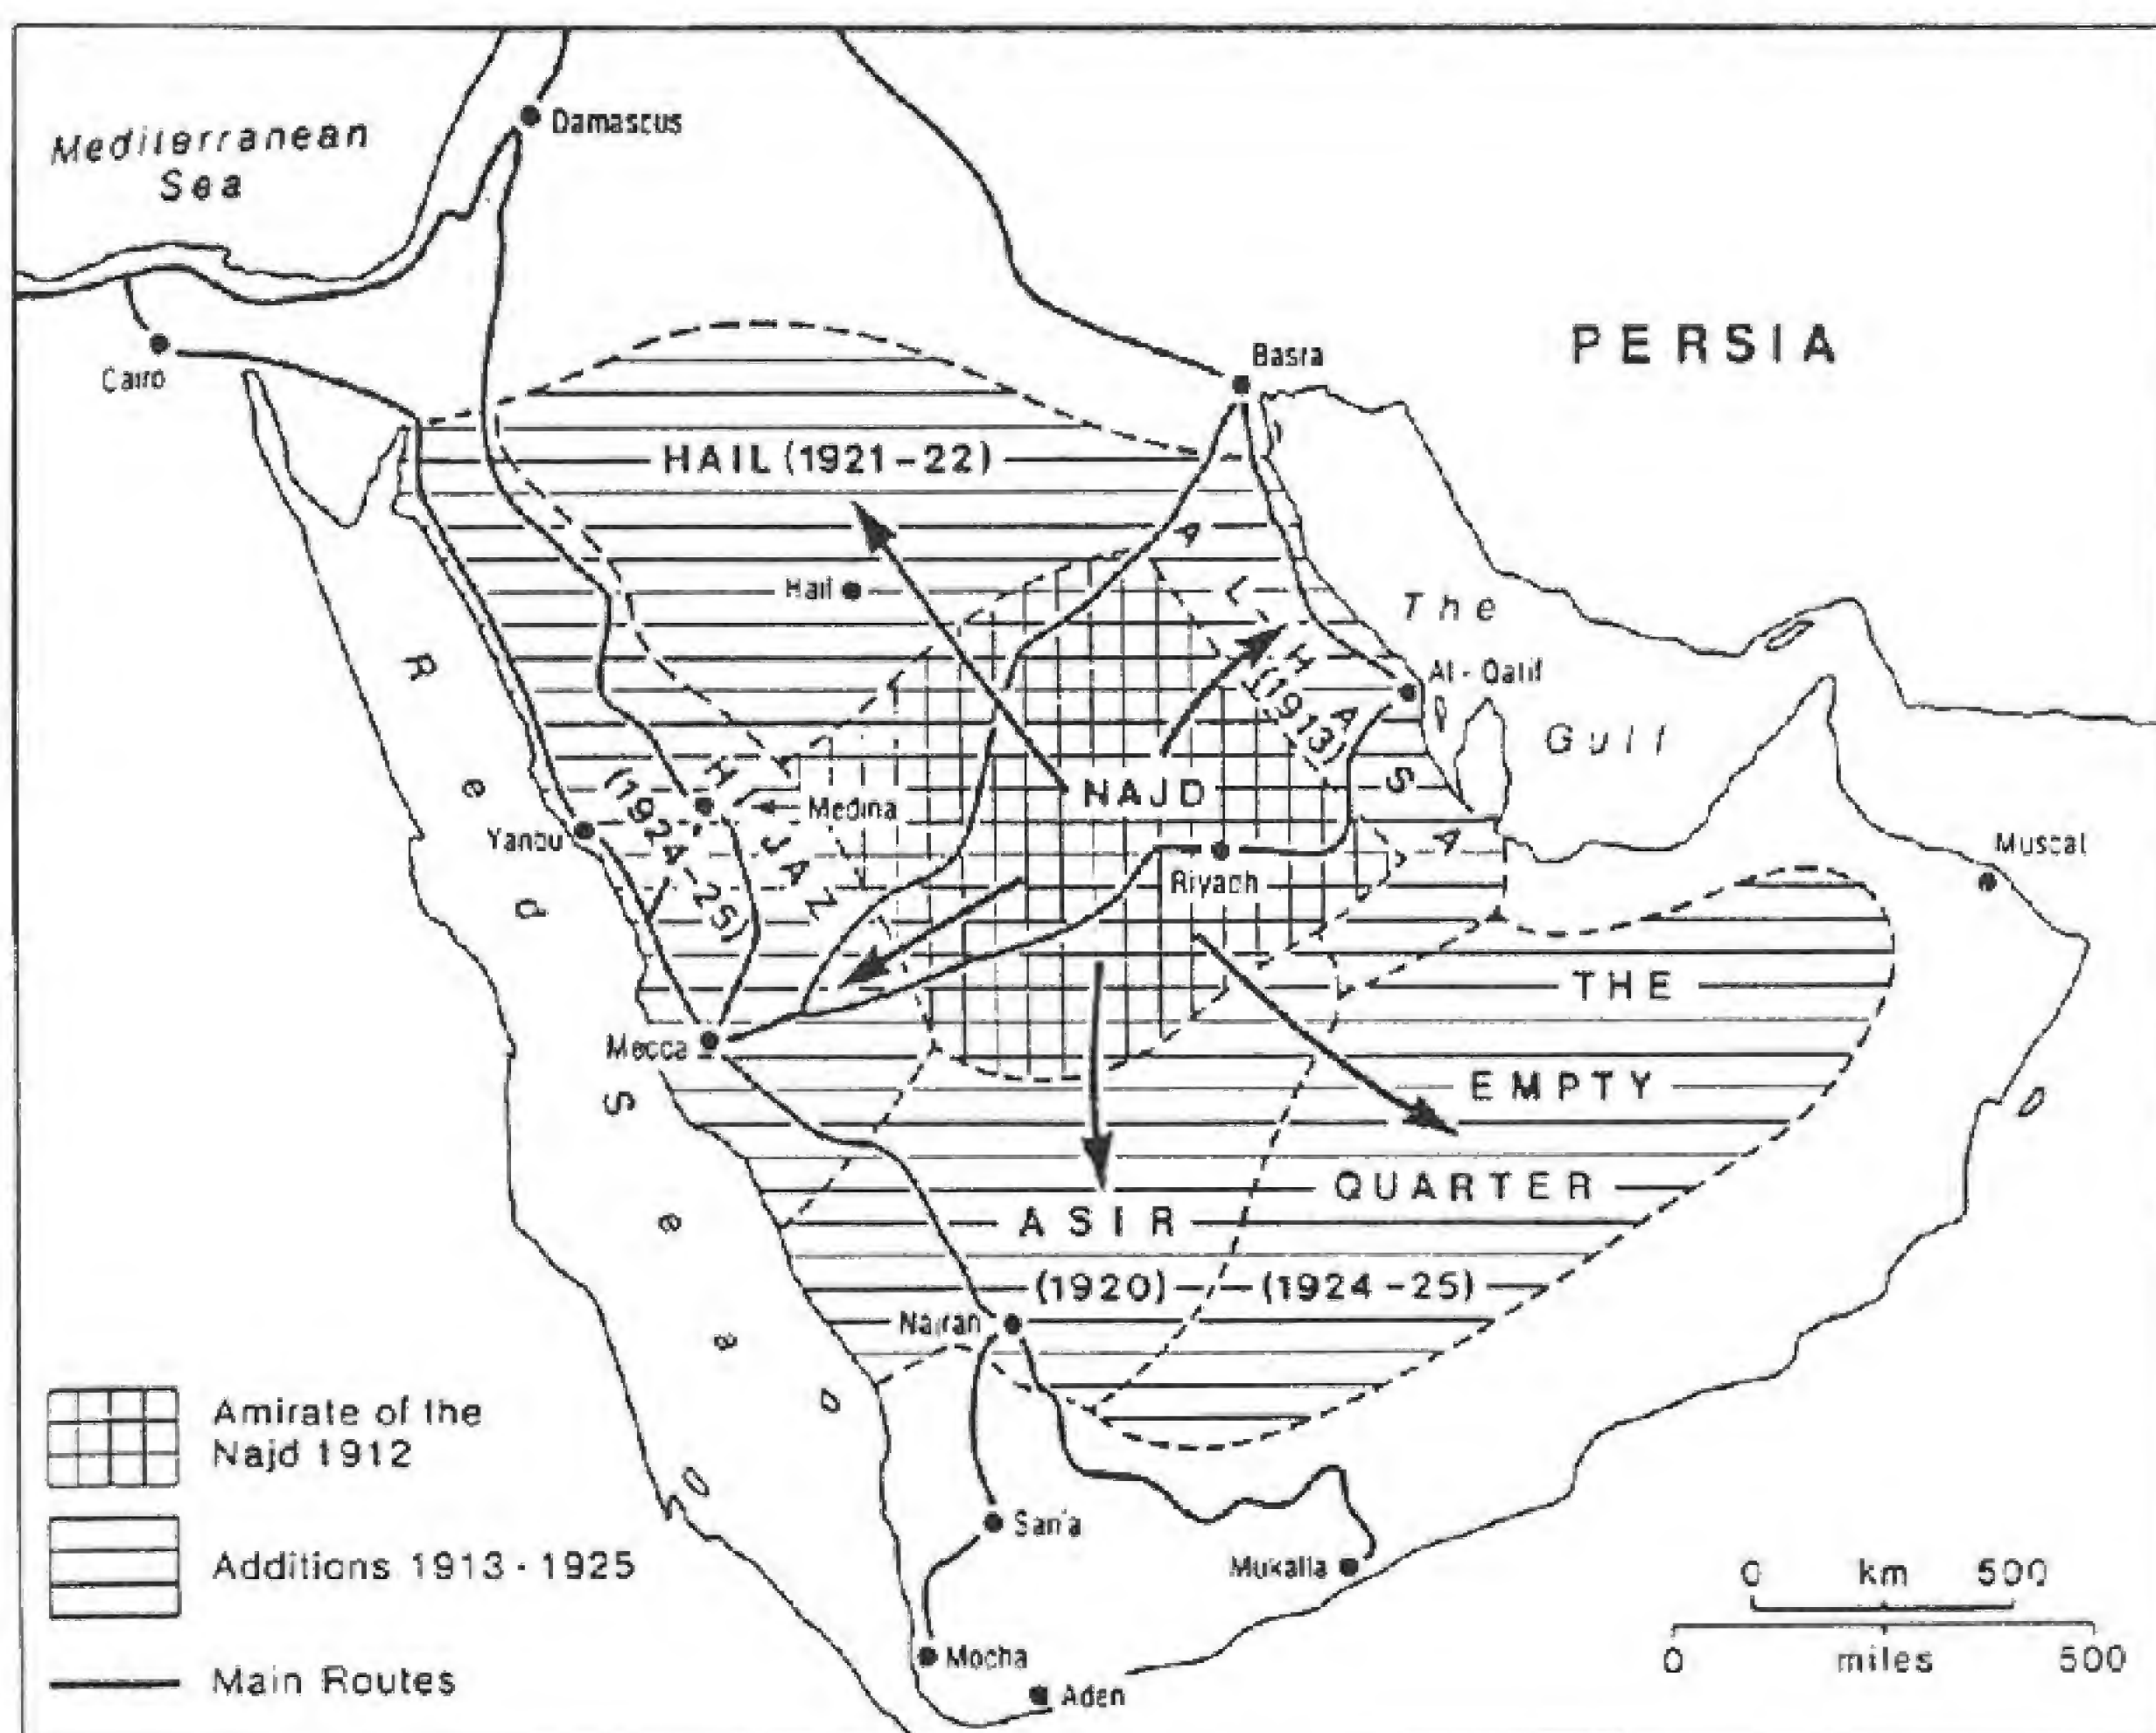 Mediterranean
Sea
Damascus
Cairo
Basra
PERSIA
HAIL (1921-22)
Hail
The
Gulf
AL HASA
(1913)
Al-Qatif
NAJD
Medina
HIJAZ
(1924-25)
Yanbu
Riyadh
Muscat
Mecca
Red Sea
THE
EMPTY
QUARTER
(1924-25)
ASIR
(1920)
Najran
San'a
Mukalla
Mocha
Aden
Amirate of the
Najd 1912
Additions 1913-1925
Main Routes
0 km 500
0 miles 500